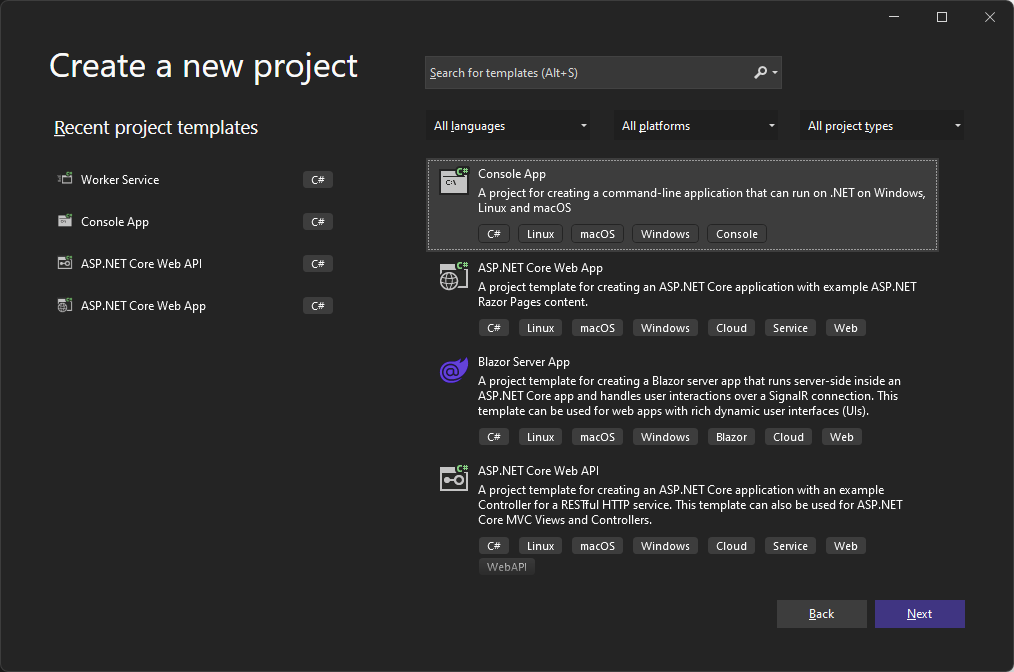 Create a new project
Search for templates (Alt+S)
Recent project templates
All languages
All platforms
All project types
Worker Service
C#
Console App
C#
ASP.NET Core Web API
C#
ASP.NET Core Web App
C#
C#
C:\
Console App
A project for creating a command-line application that can run on .NET on Windows,
Linux and macOS
C# Linux macOS Windows Console
C#
ASP.NET Core Web App
A project template for creating an ASP.NET Core application with example ASP.NET
Razor Pages content.
C# Linux macOS Windows Cloud Service Web
@
Blazor Server App
A project template for creating a Blazor server app that runs server-side inside an
ASP.NET Core app and handles user interactions over a SignalR connection. This
template can be used for web apps with rich dynamic user interfaces (UIs).
C# Linux macOS Windows Blazor Cloud Web
C#
ASP.NET Core Web API
A project template for creating an ASP.NET Core application with an example
Controller for a RESTful HTTP service. This template can also be used for ASP.NET
Core MVC Views and Controllers.
C# Linux macOS Windows Cloud Service Web
WebAPI
Back
Next